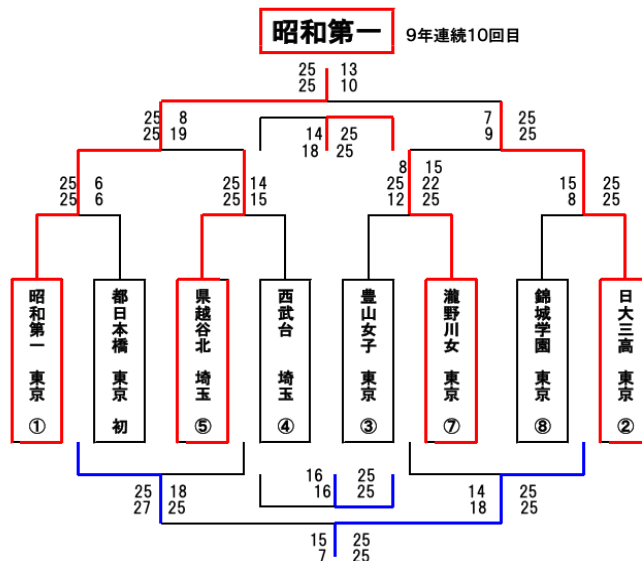 昭和第一
9年連続10回目
25 13
25 10
25 8
25 19
7 25
9 25
14 25
18 25
8 15
25 22
12 25
25 6
25 6
25 14
25 15
15 25
8 25
昭和第一 東京 ①
都日本橋 東京 初
県越谷北 埼玉 ⑤
西武台 埼玉 ④
豊山女子 東京 ③
瀧野川女 東京 ⑦
錦城学園 東京 ⑧
日大三高 東京 ②
16 25
16 25
25 18
27 25
14 25
18 25
15 25
7 25